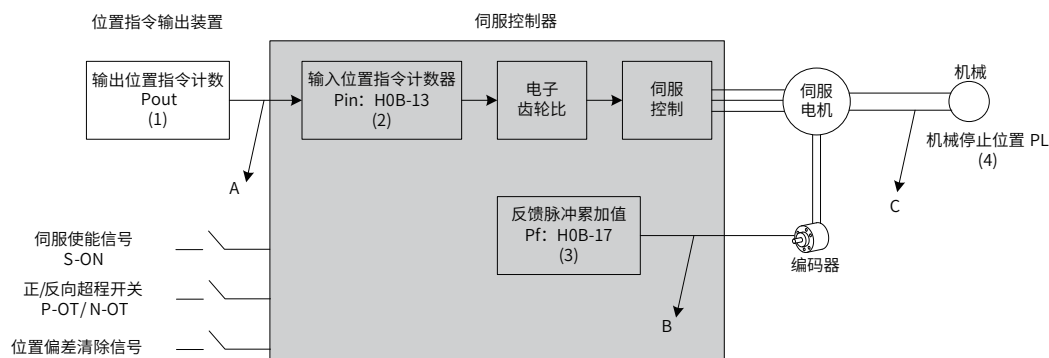 位置指令输出装置
伺服控制器
输出位置指令计数
Pout
(1)
输入位置指令计数器
Pin：H0B-13
(2)
电子
齿轮比
伺服
控制
伺服
电机
机械
机械停止位置 PL
(4)
A
C
反馈脉冲累加值
Pf：H0B-17
(3)
B
编码器
伺服使能信号
S-ON
正/反向超程开关
P-OT/ N-OT
位置偏差清除信号